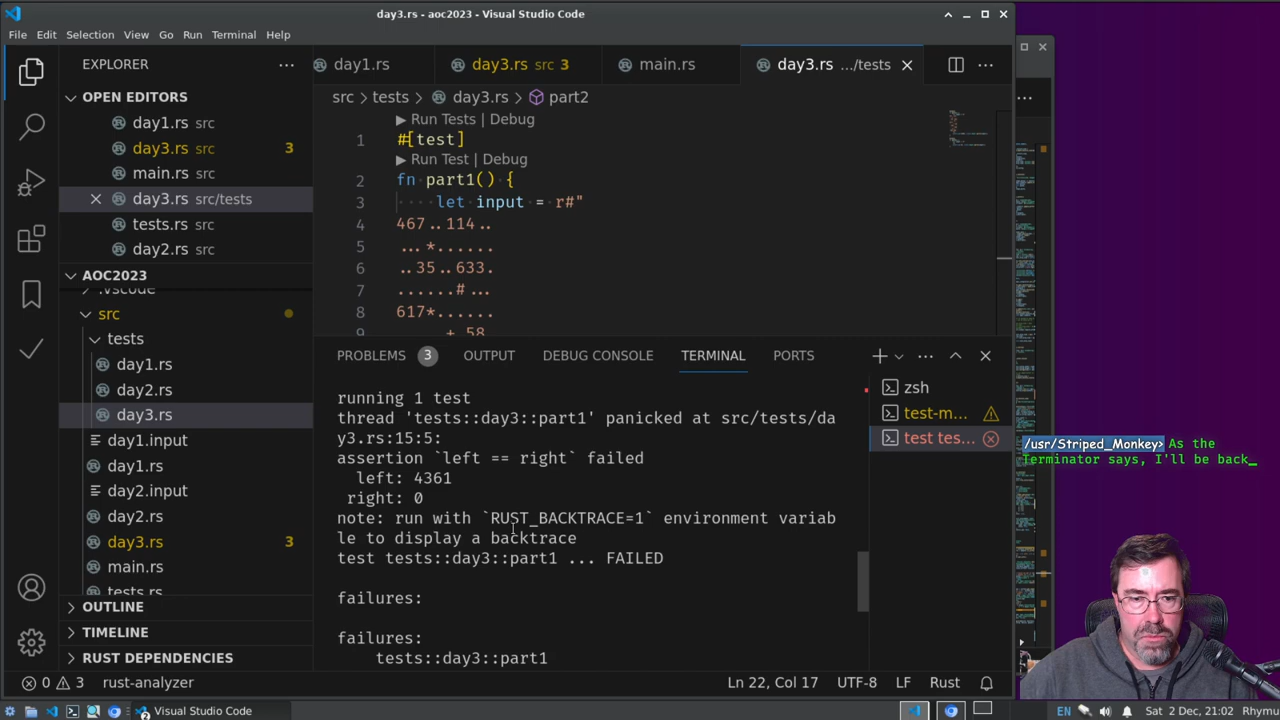 day3.rs - aoc2023 - Visual Studio Code
File Edit Selection View Go Run Terminal Help
EXPLORER
OPEN EDITORS
day1.rs src
day3.rs src 3
main.rs src
day3.rs src/tests
tests.rs src
day2.rs src
AOC2023
.vscode
src
tests
day1.rs
day2.rs
day3.rs
day1.input
day1.rs
day2.input
day2.rs
day3.rs 3
main.rs
tests.rs
OUTLINE
TIMELINE
RUST DEPENDENCIES
day1.rs day3.rs src 3 main.rs day3.rs .../tests
src > tests > day3.rs > part2
▶ Run Tests | Debug
1 #[test]
▶ Run Test | Debug
2 fn part1() {
3 ····let·input·=·r#"
4 467..114..
5 ...*......
6 ..35..633.
7 ......#...
8 617*......
9 .....+.58.
PROBLEMS 3 OUTPUT DEBUG CONSOLE TERMINAL PORTS
running 1 test
thread 'tests::day3::part1' panicked at src/tests/da
y3.rs:15:5:
assertion `left == right` failed
left: 4361
right: 0
note: run with `RUST_BACKTRACE=1` environment variab
le to display a backtrace
test tests::day3::part1 ... FAILED
failures:
failures:
tests::day3::part1
zsh
test-m...
test tes...
/usr/Striped_Monkey> As the
Terminator says, I'll be back_
0 3 rust-analyzer Ln 22, Col 17 UTF-8 LF Rust
2 Visual Studio Code EN Sat 2 Dec, 21:02 Rhymu